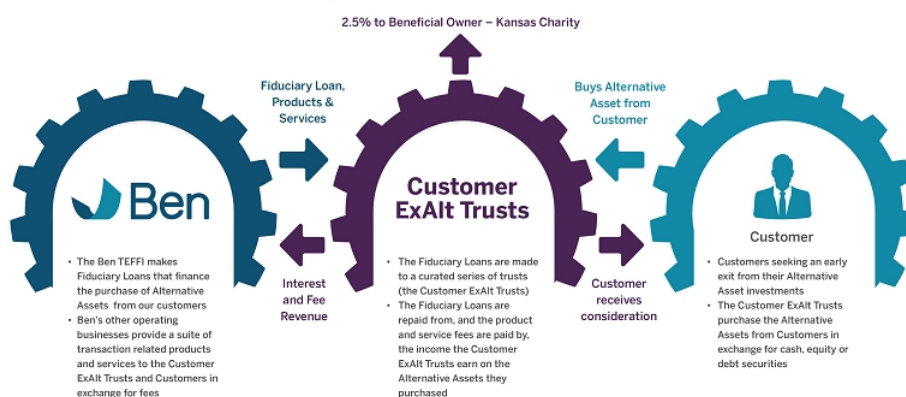 2.5% to Beneficial Owner – Kansas Charity
Fiduciary Loan,
Products &
Services
Buys Alternative
Asset from
Customer
Ben
Customer
ExAlt Trusts
Customer
Interest
and Fee
Revenue
Customer
receives
consideration
• The Ben TEFFI makes
Fiduciary Loans that finance
the purchase of Alternative
Assets from our customers
• Ben's other operating
businesses provide a suite of
transaction related products
and services to the Customer
ExAlt Trusts and Customers in
exchange for fees
• The Fiduciary Loans are made
to a curated series of trusts
(the Customer ExAlt Trusts)
• The Fiduciary Loans are
repaid from, and the product
and service fees are paid by,
the income the Customer
ExAlt Trusts earn on the
Alternative Assets they
purchased
• Customers seeking an early
exit from their Alternative
Asset investments
• The Customer ExAlt Trusts
purchase the Alternative
Assets from Customers in
exchange for cash, equity or
debt securities